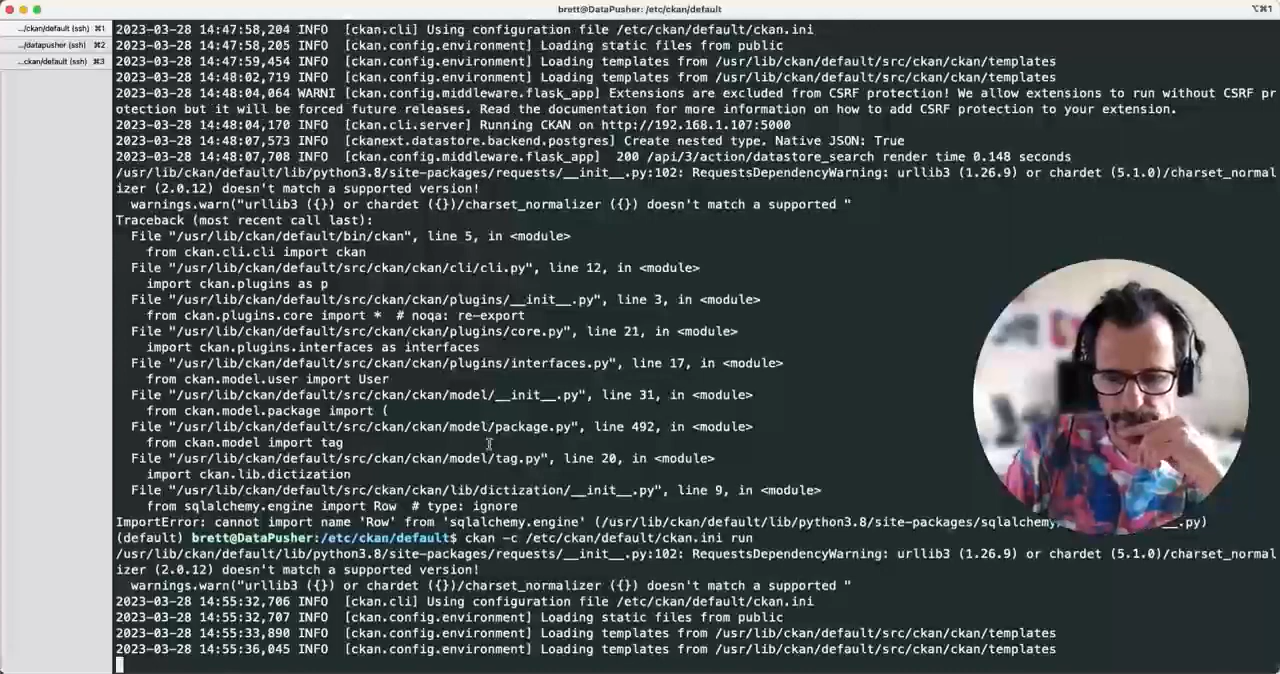 brett@DataPusher: /etc/ckan/default
⌥⌘1
.../ckan/default (ssh) ⌘1
.../datapusher (ssh) ⌘2
...ckan/default (ssh) ⌘3
2023-03-28 14:47:58,204 INFO  [ckan.cli] Using configuration file /etc/ckan/default/ckan.ini
2023-03-28 14:47:58,205 INFO  [ckan.config.environment] Loading static files from public
2023-03-28 14:47:59,454 INFO  [ckan.config.environment] Loading templates from /usr/lib/ckan/default/src/ckan/ckan/templates
2023-03-28 14:48:02,719 INFO  [ckan.config.environment] Loading templates from /usr/lib/ckan/default/src/ckan/ckan/templates
2023-03-28 14:48:04,064 WARNI [ckan.config.middleware.flask_app] Extensions are excluded from CSRF protection! We allow extensions to run without CSRF pr
otection but it will be forced future releases. Read the documentation for more information on how to add CSRF protection to your extension.
2023-03-28 14:48:04,170 INFO  [ckan.cli.server] Running CKAN on http://192.168.1.107:5000
2023-03-28 14:48:07,573 INFO  [ckanext.datastore.backend.postgres] Create nested type. Native JSON: True
2023-03-28 14:48:07,708 INFO  [ckan.config.middleware.flask_app]  200 /api/3/action/datastore_search render time 0.148 seconds
/usr/lib/ckan/default/lib/python3.8/site-packages/requests/__init__.py:102: RequestsDependencyWarning: urllib3 (1.26.9) or chardet (5.1.0)/charset_normal
izer (2.0.12) doesn't match a supported version!
  warnings.warn("urllib3 ({}) or chardet ({})/charset_normalizer ({}) doesn't match a supported "
Traceback (most recent call last):
  File "/usr/lib/ckan/default/bin/ckan", line 5, in <module>
    from ckan.cli.cli import ckan
  File "/usr/lib/ckan/default/src/ckan/ckan/cli/cli.py", line 12, in <module>
    import ckan.plugins as p
  File "/usr/lib/ckan/default/src/ckan/ckan/plugins/__init__.py", line 3, in <module>
    from ckan.plugins.core import *  # noqa: re-export
  File "/usr/lib/ckan/default/src/ckan/ckan/plugins/core.py", line 21, in <module>
    import ckan.plugins.interfaces as interfaces
  File "/usr/lib/ckan/default/src/ckan/ckan/plugins/interfaces.py", line 17, in <module>
    from ckan.model.user import User
  File "/usr/lib/ckan/default/src/ckan/ckan/model/__init__.py", line 31, in <module>
    from ckan.model.package import (
  File "/usr/lib/ckan/default/src/ckan/ckan/model/package.py", line 492, in <module>
    from ckan.model import tag
  File "/usr/lib/ckan/default/src/ckan/ckan/model/tag.py", line 20, in <module>
    import ckan.lib.dictization
  File "/usr/lib/ckan/default/src/ckan/ckan/lib/dictization/__init__.py", line 9, in <module>
    from sqlalchemy.engine import Row  # type: ignore
ImportError: cannot import name 'Row' from 'sqlalchemy.engine' (/usr/lib/ckan/default/lib/python3.8/site-packages/sqlalchemy/ __.py)
(default) brett@DataPusher:/etc/ckan/default$ ckan -c /etc/ckan/default/ckan.ini run
/usr/lib/ckan/default/lib/python3.8/site-packages/requests/__init__.py:102: RequestsDependencyWarning: urllib3 (1.26.9) or chardet (5.1.0)/charset_normal
izer (2.0.12) doesn't match a supported version!
  warnings.warn("urllib3 ({}) or chardet ({})/charset_normalizer ({}) doesn't match a supported "
2023-03-28 14:55:32,706 INFO  [ckan.cli] Using configuration file /etc/ckan/default/ckan.ini
2023-03-28 14:55:32,707 INFO  [ckan.config.environment] Loading static files from public
2023-03-28 14:55:33,890 INFO  [ckan.config.environment] Loading templates from /usr/lib/ckan/default/src/ckan/ckan/templates
2023-03-28 14:55:36,045 INFO  [ckan.config.environment] Loading templates from /usr/lib/ckan/default/src/ckan/ckan/templates